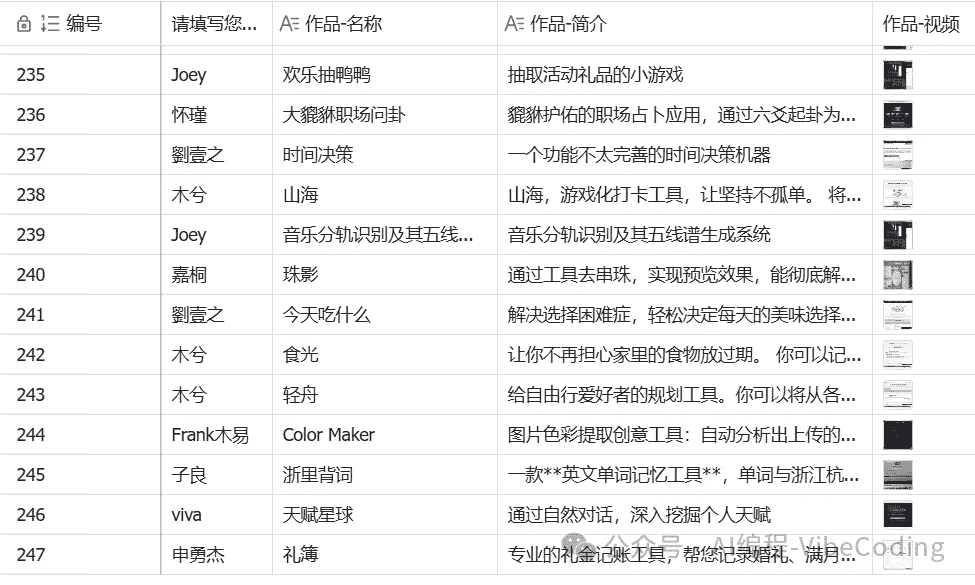 编号 请填写您... 作品-名称 作品-简介 作品-视频
235 Joey 欢乐抽鸭鸭 抽取活动礼品的小游戏
236 怀瑾 大貔貅职场问卦 貔貅护佑的职场占卜应用，通过六爻起卦为...
237 劉壹之 时间决策 一个功能不太完善的时间决策机器
238 木兮 山海 山海，游戏化打卡工具，让坚持不孤单。 将...
239 Joey 音乐分轨识别及其五线... 音乐分轨识别及其五线谱生成系统
240 嘉桐 珠影 通过工具去串珠，实现预览效果，能彻底解...
241 劉壹之 今天吃什么 解决选择困难症，轻松决定每天的美味选择...
242 木兮 食光 让你不再担心家里的食物放过期。 你可以记...
243 木兮 轻舟 给自由行爱好者的规划工具。你可以将从各...
244 Frank木易 Color Maker 图片色彩提取创意工具：自动分析出上传的...
245 子良 浙里背词 一款**英文单词记忆工具**，单词与浙江杭...
246 viva 天赋星球 通过自然对话，深入挖掘个人天赋
247 申勇杰 礼簿 专业的礼金记账工具，帮您记录婚礼、满月...
公众号 · AI编程-VibeCoding